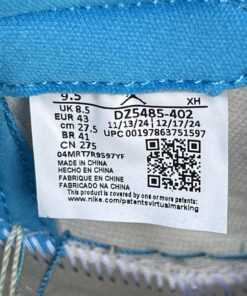 9.5 XH
UK 8.5 DZ5485-402
EUR 43 11/13/24 12/17/24
cm 27.5 UPC 00197863751597
BR 41
CN 275
04MRT7R9597YF
MADE IN CHINA
HECHO EN CHINA
FABRIQUE EN CHINE
FABRICADO NA CHINA
This product is covered by one or more patents. See
www.nike.com/patentsvirtualmarking